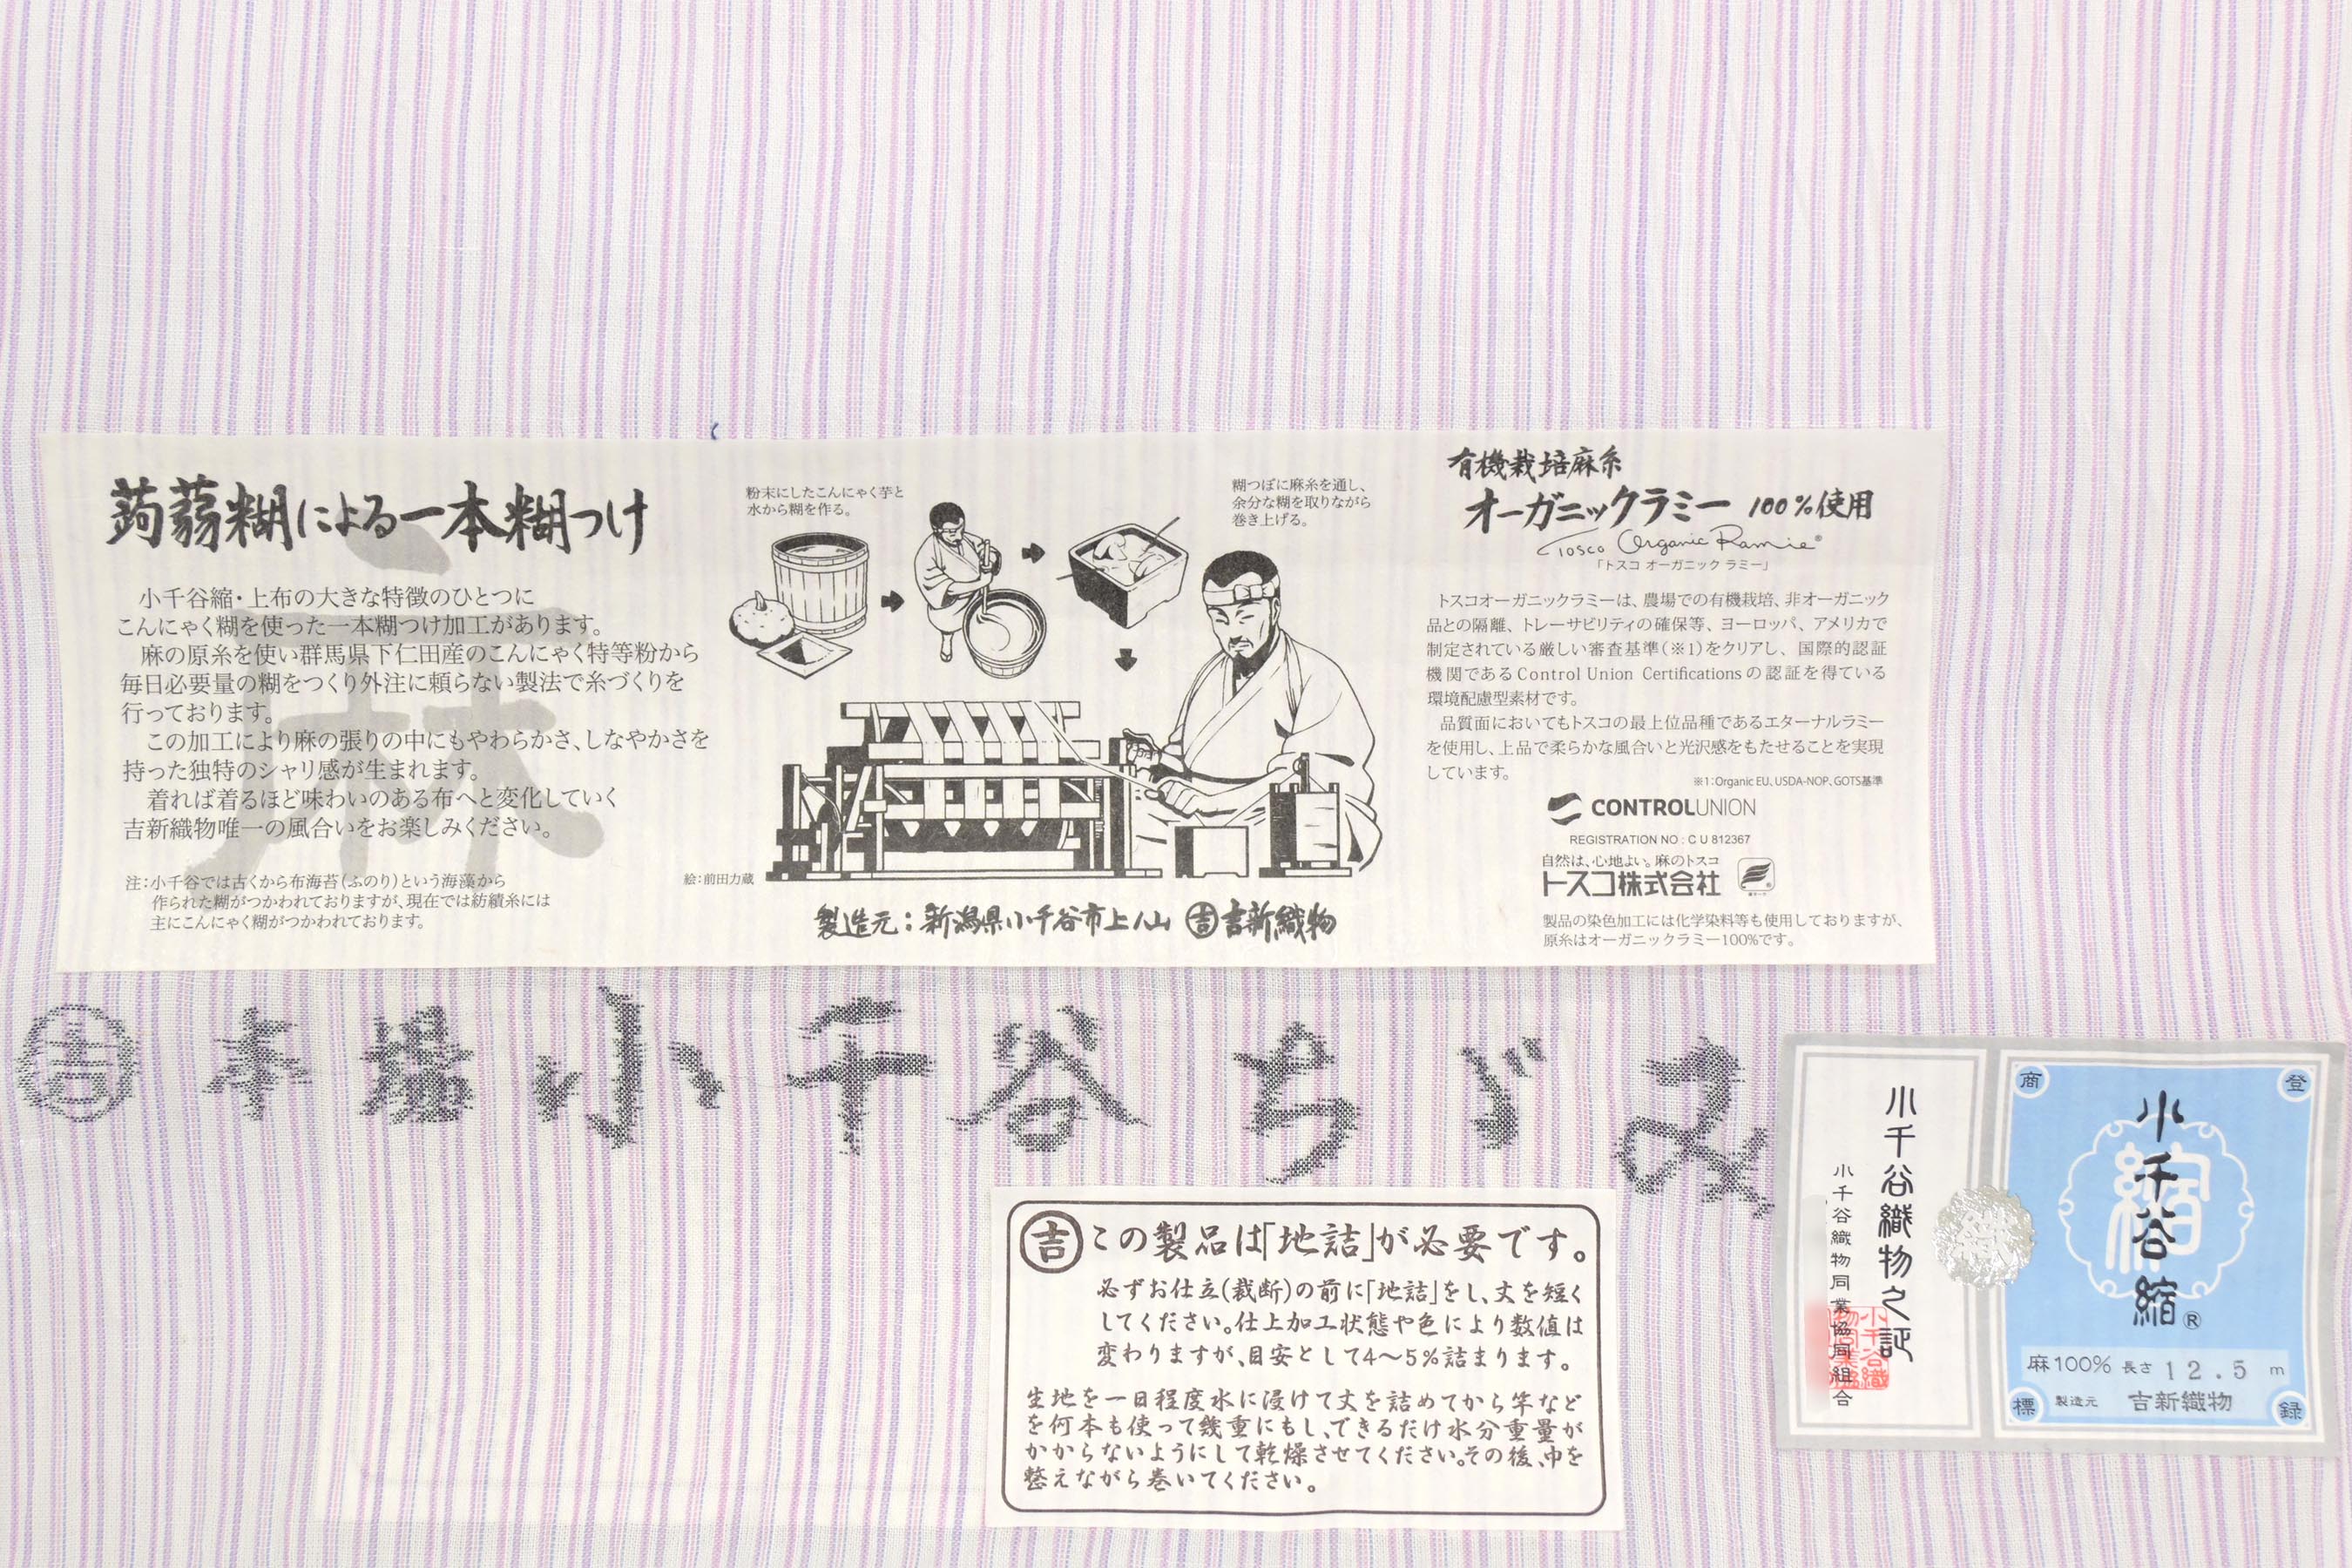 蒟蒻糊による一本糊つけ
小千谷縮・上布の大きな特徴のひとつに
こんにゃく糊を使った一本糊つけ加工があります。
麻の原糸を使い群馬県下仁田産のこんにゃく特等粉から
毎日必要量の糊をつくり外注に頼らない製法で糸づくりを
行っております。
この加工により麻の張りの中にもやわらかさ、しなやかさを
持った独特のシャリ感が生まれます。
着れば着るほど味わいのある布へと変化していく
吉新織物唯一の風合いをお楽しみください。
注:小千谷では古くから布海苔(ふのり)という海藻から
作られた糊がつかわれておりますが、現在では紡績糸には
主にこんにゃく糊がつかわれております。
麻
粉末にしたこんにゃく芋と
水から糊を作る。
糊つぼに麻糸を通し、
余分な糊を取りながら
巻き上げる。
絵:前田力蔵
製造元:新潟県小千谷市上ノ山 ㊂吉新織物
有機栽培麻糸
オーガニックラミー 100%使用
Tosco Organic Ramie®
「トスコ オーガニック ラミー」
トスコオーガニックラミーは、農場での有機栽培、非オーガニック
品との隔離、トレーサビリティの確保等、ヨーロッパ、アメリカで
制定されている厳しい審査基準(※1)をクリアし、国際的認証
機関であるControl Union Certificationsの認証を得ている
環境配慮型素材です。
品質面においてもトスコの最上位品種であるエターナルラミー
を使用し、上品で柔らかな風合いと光沢感をもたせることを実現
しています。
※1:Organic EU、USDA-NOP、GOTS基準
CONTROLUNION
REGISTRATION NO : C U 812367
自然は、心地よい。麻のトスコ
トスコ株式会社
製品の染色加工には化学染料等も使用しておりますが、
原糸はオーガニックラミー100%です。
吉 本場小千谷ちぢみ
吉 この製品は「地詰」が必要です。
必ずお仕立(裁断)の前に「地詰」をし、丈を短く
してください。仕上加工状態や色により数値は
変わりますが、目安として4〜5%詰まります。
生地を一日程度水に浸けて丈を詰めてから竿など
を何本も使って幾重にもし、できるだけ水分重量が
かからないようにして乾燥させてください。その後、巾を
整えながら巻いてください。
小千谷織物之証
小千谷織物同業協同組合
登録商標
縮
小千谷縮®
麻100% 長さ 12.5 m
製造元 吉新織物